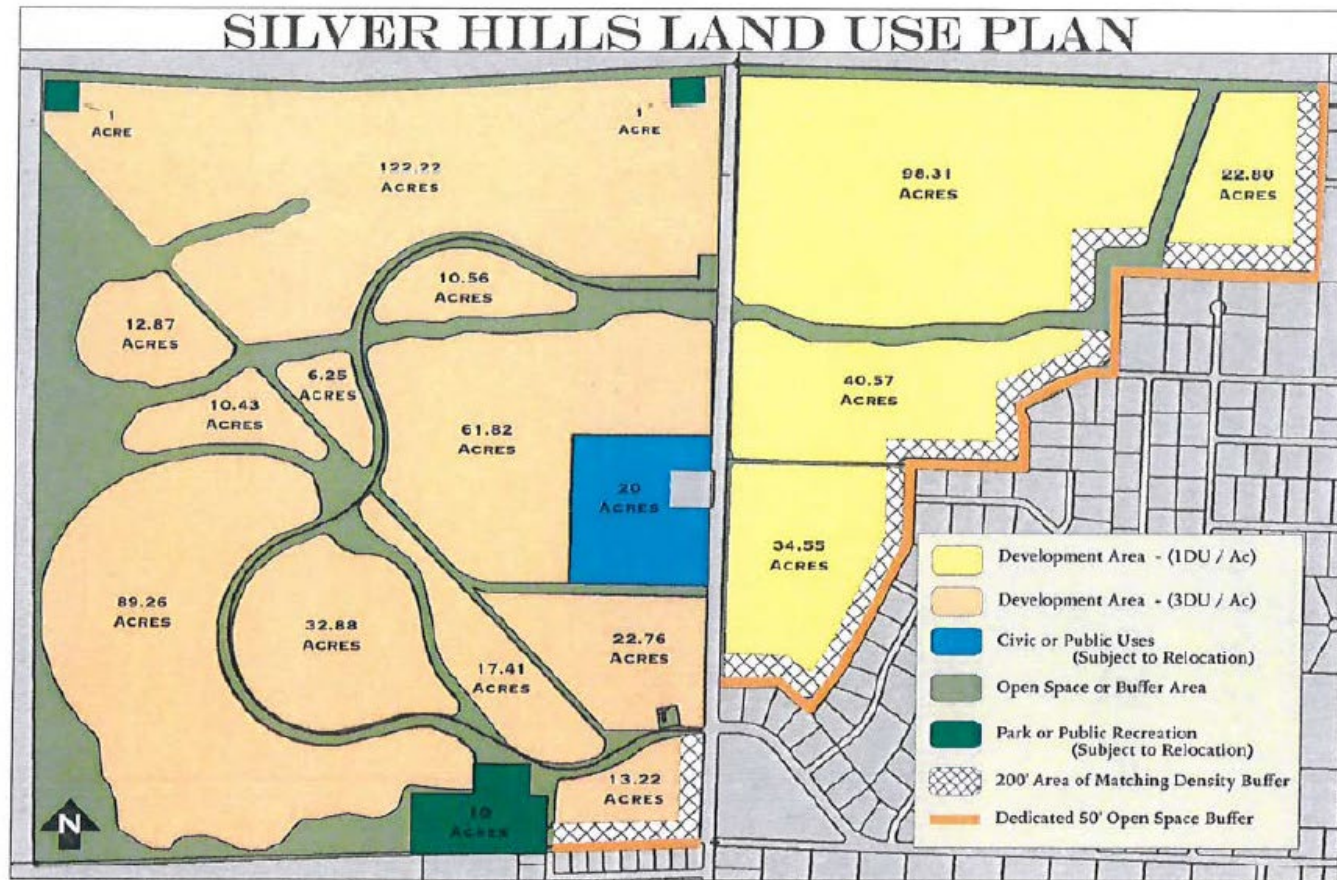 SILVER HILLS LAND USE PLAN
1
ACRE
1
ACRE
122.22
ACRES
98.31
ACRES
22.80
ACRES
10.56
ACRES
12.87
ACRES
6.25
ACRES
10.43
ACRES
61.82
ACRES
40.57
ACRES
20
ACRES
34.55
ACRES
89.26
ACRES
32.88
ACRES
17.41
ACRES
22.76
ACRES
13.22
ACRES
10
ACRES
N
Development Area - (1DU / Ac)
Development Area - (3DU / Ac)
Civic or Public Uses
(Subject to Relocation)
Open Space or Buffer Area
Park or Public Recreation
(Subject to Relocation)
200' Area of Matching Density Buffer
Dedicated 50' Open Space Buffer